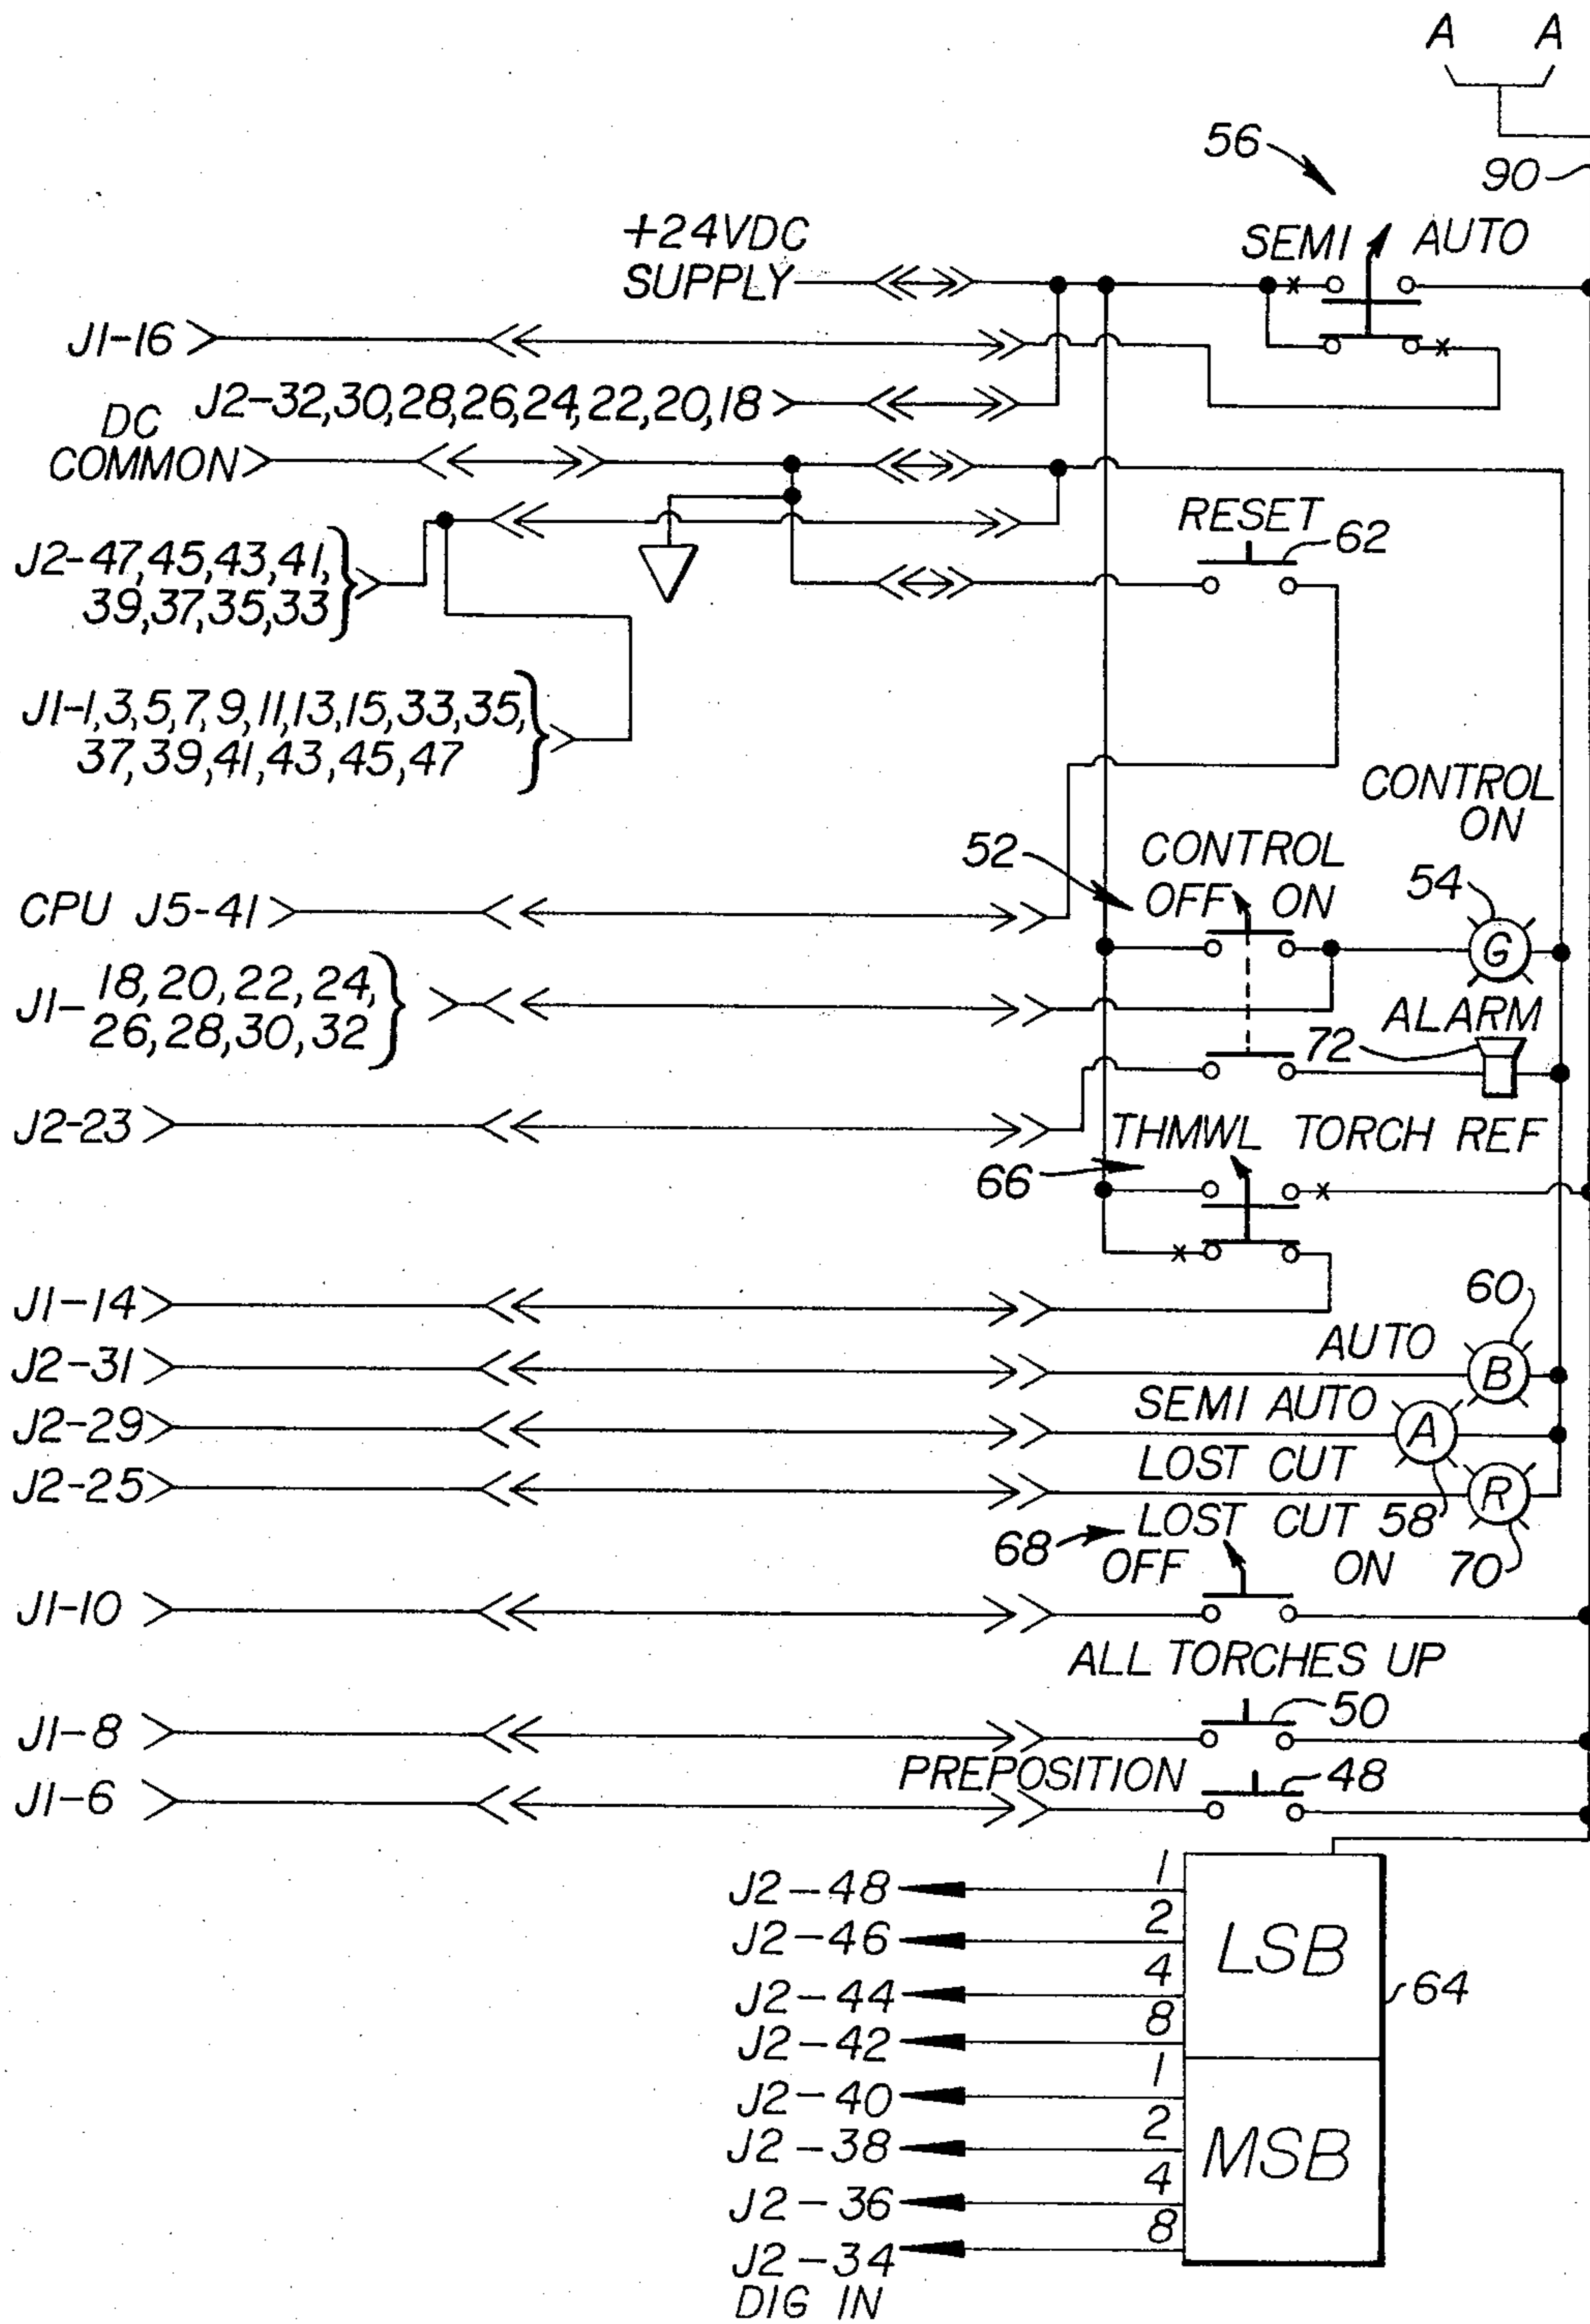 A A
56
90
+24VDC
SUPPLY
SEMI AUTO
J1-16
J2-32,30,28,26,24,22,20,18
DC
COMMON
RESET
62
J2-47,45,43,41,
39,37,35,33
J1-1,3,5,7,9,11,13,15,33,35,
37,39,41,43,45,47
CONTROL
ON
52
CONTROL
OFF ON
54
CPU J5-41
G
J1- 18,20,22,24,
26,28,30,32
ALARM
72
J2-23
THMWL TORCH REF
66
J1-14
60
AUTO
J2-31
B
SEMI AUTO
J2-29
A
LOST CUT
J2-25
R
68
LOST CUT 58
OFF ON 70
J1-10
ALL TORCHES UP
50
J1-8
PREPOSITION
48
J1-6
J2-48 1
J2-46 2
LSB
J2-44 4
64
J2-42 8
J2-40 1
J2-38 2
MSB
J2-36 4
J2-34 8
DIG IN